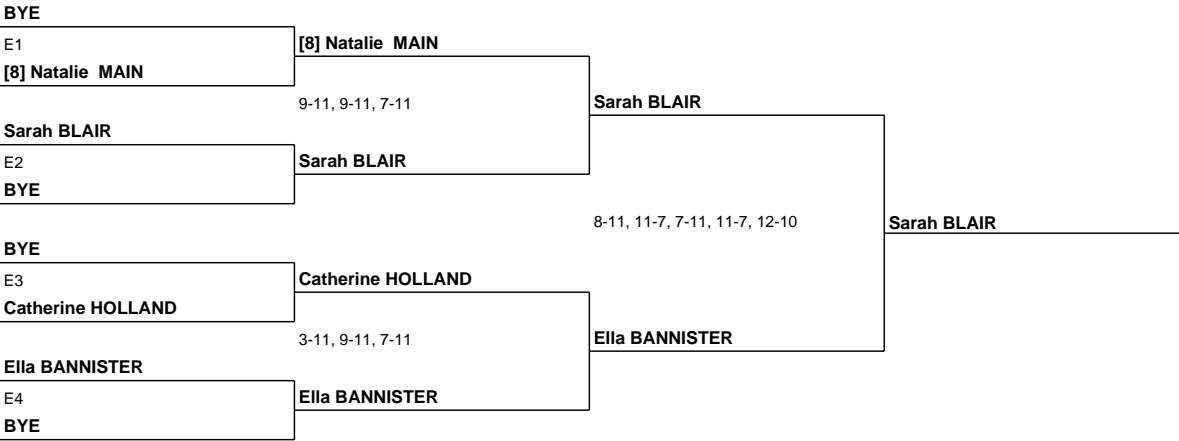 BYE
E1
[8] Natalie MAIN
[8] Natalie MAIN
9-11, 9-11, 7-11
Sarah BLAIR
Sarah BLAIR
E2
Sarah BLAIR
BYE
8-11, 11-7, 7-11, 11-7, 12-10
Sarah BLAIR
BYE
E3
Catherine HOLLAND
Catherine HOLLAND
3-11, 9-11, 7-11
Ella BANNISTER
Ella BANNISTER
E4
Ella BANNISTER
BYE